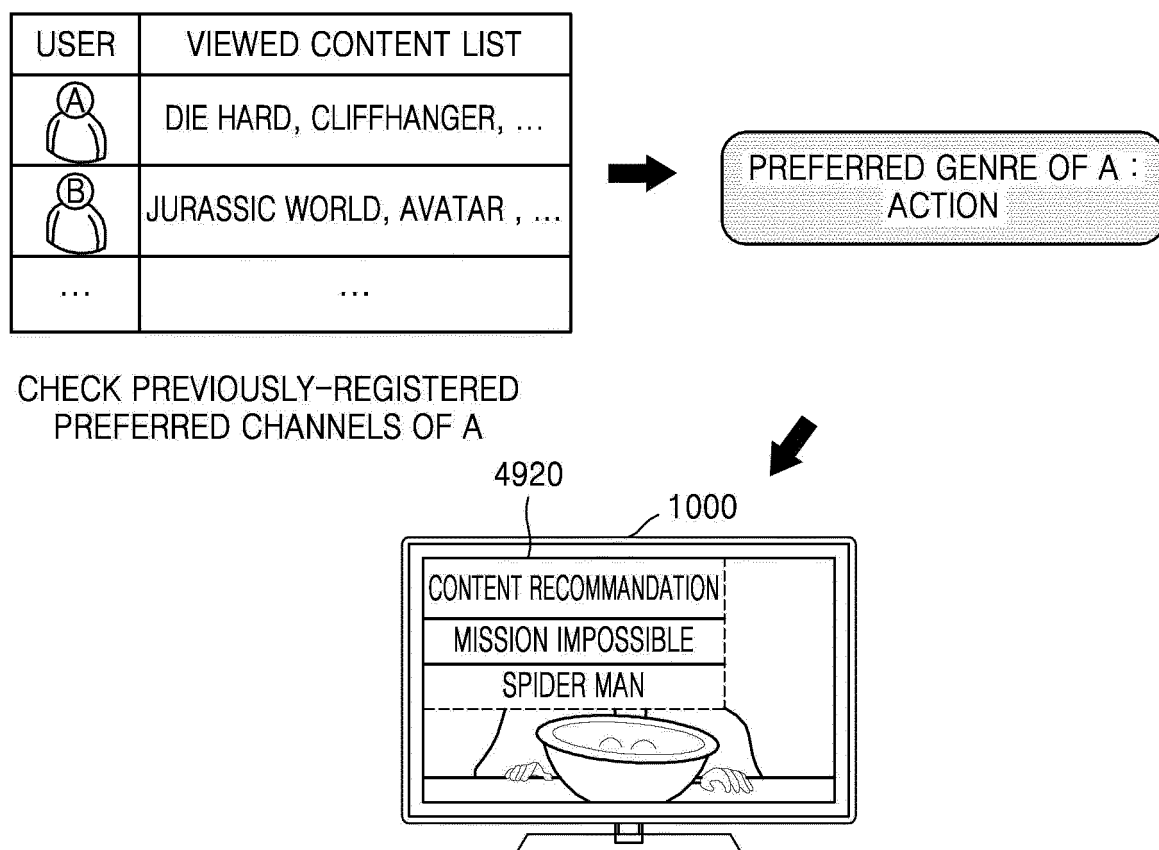 USER VIEWED CONTENT LIST
A DIE HARD, CLIFFHANGER, ...
B JURASSIC WORLD, AVATAR , ...
... ...
PREFERRED GENRE OF A :
ACTION
CHECK PREVIOUSLY-REGISTERED
PREFERRED CHANNELS OF A
4920
1000
CONTENT RECOMMANDATION
MISSION IMPOSSIBLE
SPIDER MAN